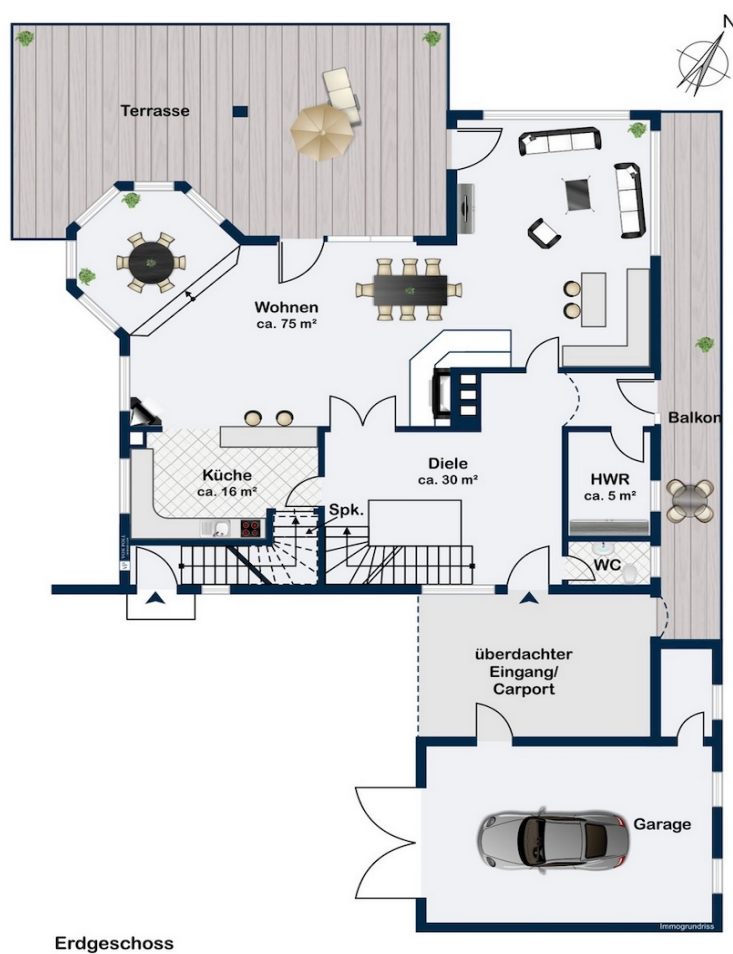 N
Terrasse
Wohnen
ca. 75 m²
Balkon
Küche
ca. 16 m²
Diele
ca. 30 m²
HWR
ca. 5 m²
Spk.
WC
überdachter
Eingang/
Carport
Garage
Immogrundriss
Erdgeschoss